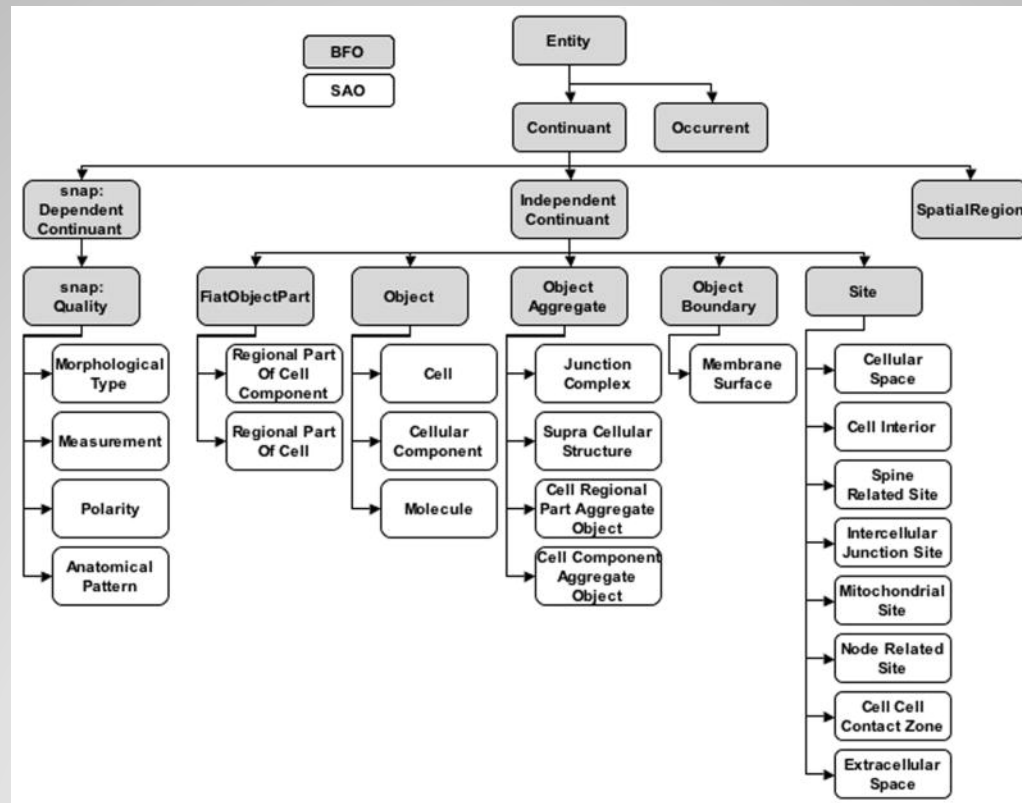 BFO
SAO
Entity
Continuant
Occurrent
snap:
Dependent
Continuant
Independent
Continuant
SpatialRegion
snap:
Quality
FiatObjectPart
Object
Object
Aggregate
Object
Boundary
Site
Morphological
Type
Measurement
Polarity
Anatomical
Pattern
Regional Part
Of Cell
Component
Regional Part
Of Cell
Cell
Cellular
Component
Molecule
Junction
Complex
Supra Cellular
Structure
Cell Regional
Part Aggregate
Object
Cell Component
Aggregate
Object
Membrane
Surface
Cellular
Space
Cell Interior
Spine
Related Site
Intercellular
Junction Site
Mitochondrial
Site
Node Related
Site
Cell Cell
Contact Zone
Extracellular
Space